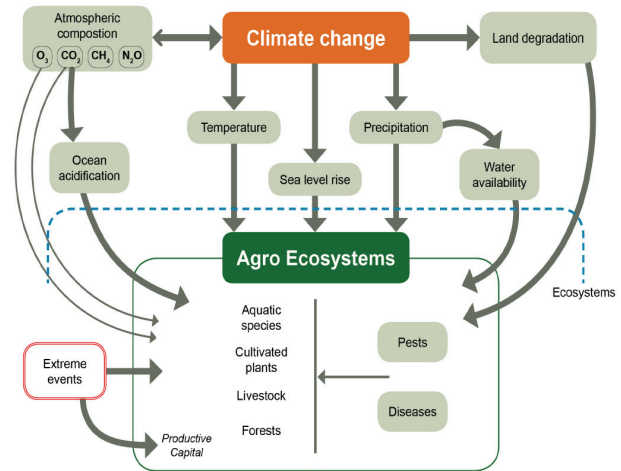 Atmospheric
compostion
O3 CO2 CH4 N2O
Climate change
Land degradation
Temperature
Precipitation
Ocean
acidification
Sea level rise
Water
availability
Agro Ecosystems
Ecosystems
Aquatic
species
Cultivated
plants
Livestock
Forests
Pests
Diseases
Extreme
events
Productive
Capital